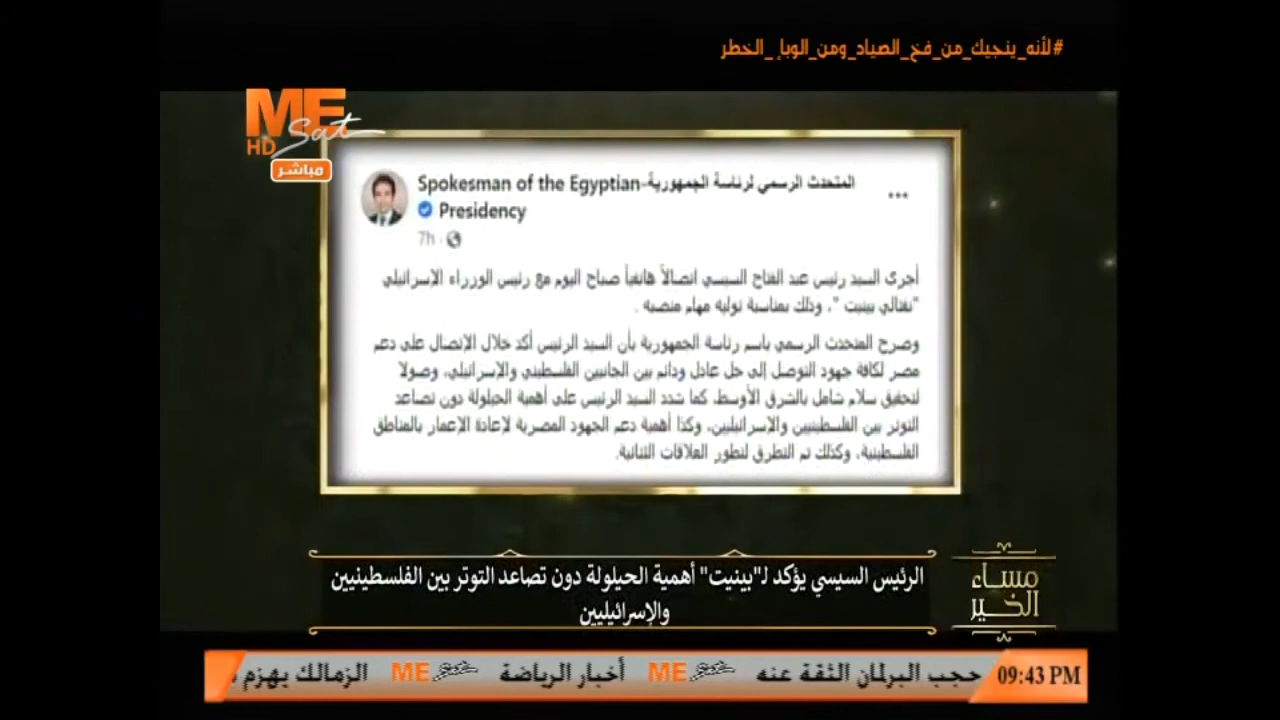 #لأنه_ينجيك_من_فخ_الصياد_ومن_الوبإ_الخطر
ME Sat
HD
مباشر
المتحدث الرسمي لرئاسة الجمهورية-Spokesman of the Egyptian
Presidency
7h
أجرى السيد رئيس عبد الفتاح السيسي اتصالاً هاتفياً صباح اليوم مع رئيس الوزراء الإسرائيلي
"نفتالي بينيت "، وذلك بمناسبة توليه مهام منصبه .
وصرح المتحدث الرسمي باسم رئاسة الجمهورية بأن السيد الرئيس أكد خلال الإتصال على دعم
مصر لكافة جهود التوصل إلى حل عادل ودائم بين الجانبين الفلسطيني والإسرائيلي، وصولا
لتحقيق سلام شامل بالشرق الأوسط، كما شدد السيد الرئيس على أهمية الحيلولة دون تصاعد
التوتر بين الفلسطينيين والإسرائيليين، وكذا أهمية دعم الجهود المصرية لإعادة الإعمار بالمناطق
الفلسطينية، وكذلك تم التطرق لتطور العلاقات الثنائية.
الرئيس السيسي يؤكد لـ"بينيت" أهمية الحيلولة دون تصاعد التوتر بين الفلسطينيين
والإسرائيليين
مساء
الخير
09:43 PM
حجب البرلمان الثقة عنه ME Sat أخبار الرياضة ME Sat الزمالك يهزم